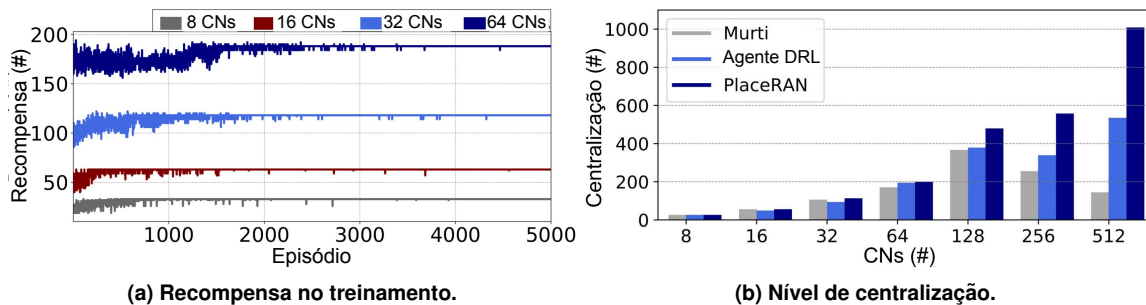 8 CNs 16 CNs 32 CNs 64 CNs
Recompensa (#)
200
150
100
50
1000 2000 3000 4000 5000
Episódio
(a) Recompensa no treinamento.
Murti
Agente DRL
PlaceRAN
Centralização (#)
1000
800
600
400
200
0
8 16 32 64 128 256 512
CNs (#)
(b) Nível de centralização.